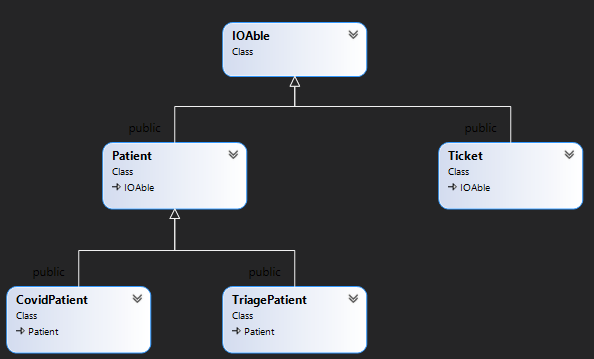 IOAble
Class
public
public
Patient
Class
IOAble
Ticket
Class
IOAble
public
public
CovidPatient
Class
Patient
TriagePatient
Class
Patient